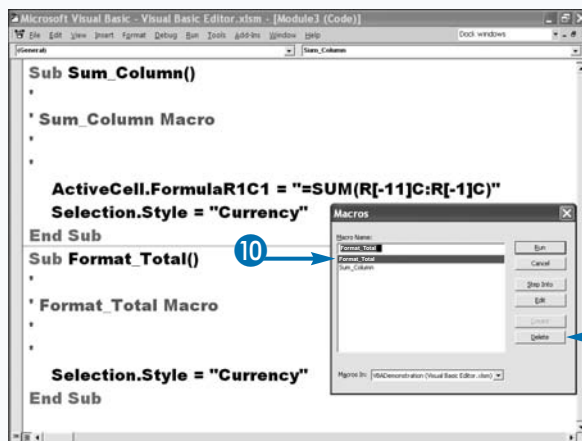 Microsoft Visual Basic - Visual Basic Editor.xlsm - [Module3 (Code)]
File Edit View Insert Format Debug Run Tools Add-Ins Window Help
Dock windows
(General)
Sum_Column
Sub Sum_Column()
'
' Sum_Column Macro
'
'
ActiveCell.FormulaR1C1 = "=SUM(R[-11]C:R[-1]C)"
Selection.Style = "Currency"
End Sub
Sub Format_Total()
'
' Format_Total Macro
'
'
Selection.Style = "Currency"
End Sub
10
Macros
Macro Name:
Format_Total
Format_Total
Sum_Column
Run
Cancel
Step Into
Edit
Create
Delete
Macros In: VBADemonstration (Visual Basic Editor.xlsm)